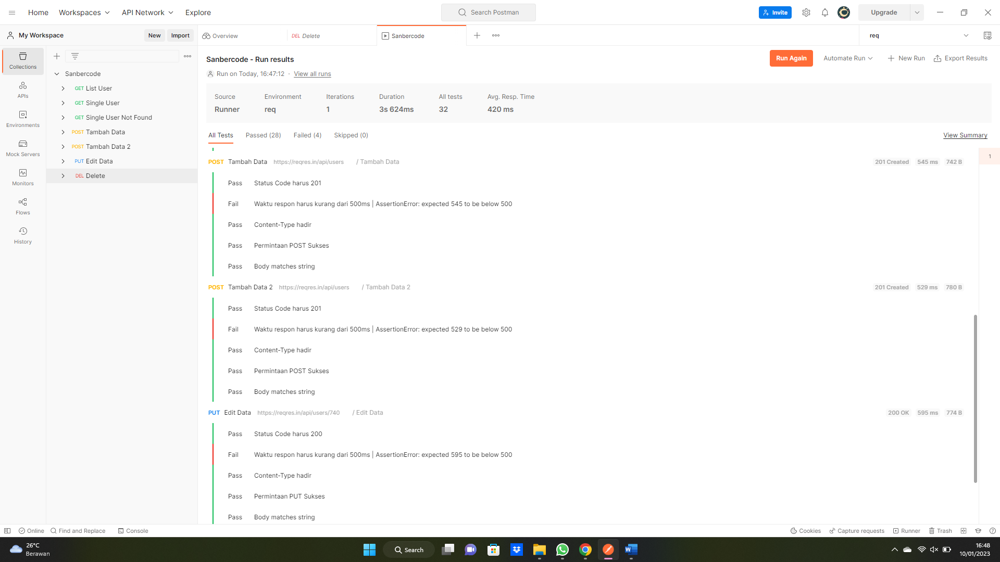 Home Workspaces API Network Explore Search Postman Invite Upgrade
My Workspace New Import Overview DEL Delete Sanbercode req
Collections
APIs
Environments
Mock Servers
Monitors
Flows
History
Sanbercode
GET List User
GET Single User
GET Single User Not Found
POST Tambah Data
POST Tambah Data 2
PUT Edit Data
DEL Delete
Sanbercode - Run results
Run Again Automate Run New Run Export Results
Run on Today, 16:47:12 · View all runs
Source Environment Iterations Duration All tests Avg. Resp. Time
Runner req 1 3s 624ms 32 420 ms
All Tests Passed (28) Failed (4) Skipped (0) View Summary
1
POST Tambah Data https://reqres.in/api/users / Tambah Data 201 Created 545 ms 742 B
Pass Status Code harus 201
Fail Waktu respon harus kurang dari 500ms | AssertionError: expected 545 to be below 500
Pass Content-Type hadir
Pass Permintaan POST Sukses
Pass Body matches string
POST Tambah Data 2 https://reqres.in/api/users / Tambah Data 2 201 Created 529 ms 780 B
Pass Status Code harus 201
Fail Waktu respon harus kurang dari 500ms | AssertionError: expected 529 to be below 500
Pass Content-Type hadir
Pass Permintaan POST Sukses
Pass Body matches string
PUT Edit Data https://reqres.in/api/users/740 / Edit Data 200 OK 595 ms 774 B
Pass Status Code harus 200
Fail Waktu respon harus kurang dari 500ms | AssertionError: expected 595 to be below 500
Pass Content-Type hadir
Pass Permintaan PUT Sukses
Pass Body matches string
Online Find and Replace Console Cookies Capture requests Runner Trash
26°C
Berawan
Search
16:48
10/01/2023